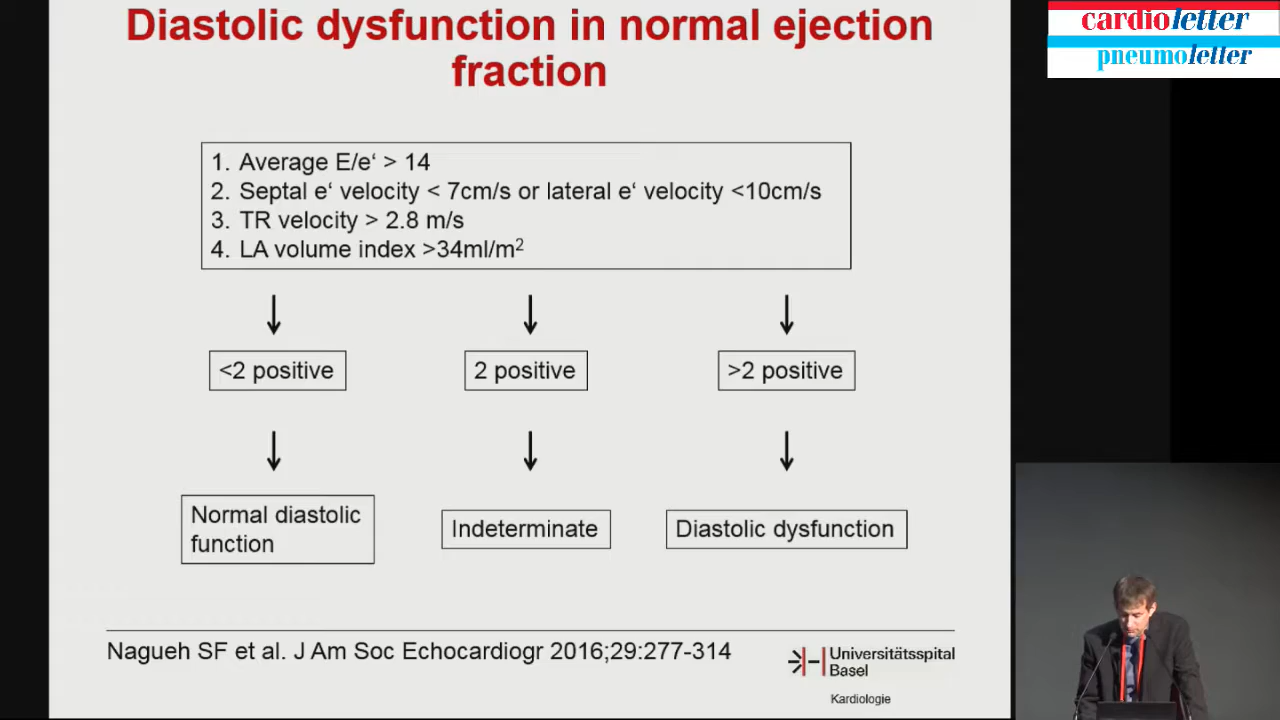 Diastolic dysfunction in normal ejection
fraction
cardioletter
pneumoletter
1. Average E/e‘ > 14
2. Septal e‘ velocity < 7cm/s or lateral e‘ velocity <10cm/s
3. TR velocity > 2.8 m/s
4. LA volume index >34ml/m²
<2 positive
2 positive
>2 positive
Normal diastolic
function
Indeterminate
Diastolic dysfunction
Nagueh SF et al. J Am Soc Echocardiogr 2016;29:277-314
Universitätsspital
Basel
Kardiologie